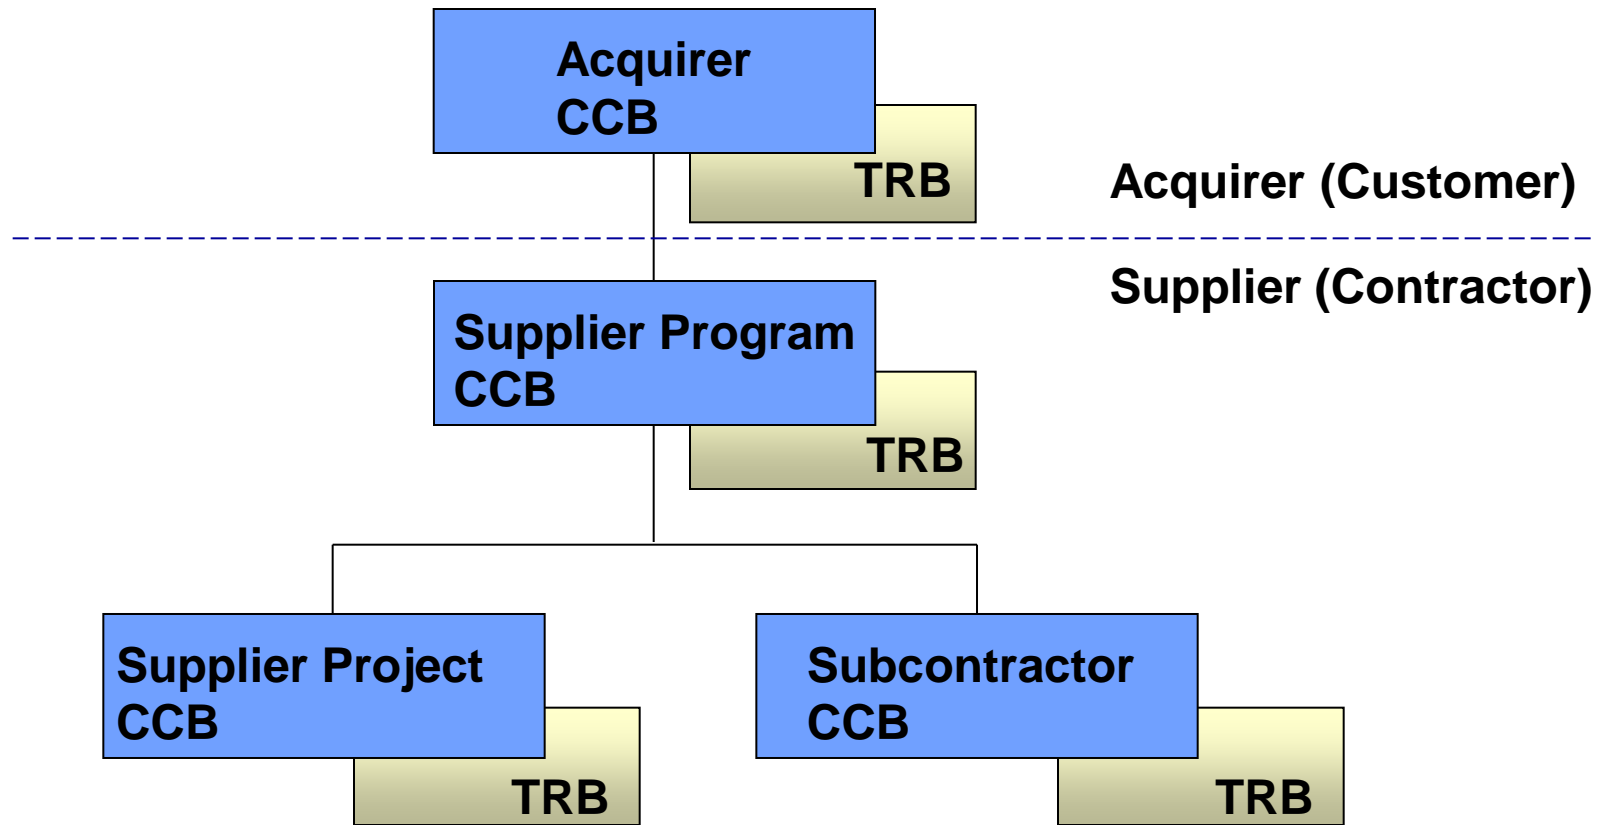 Acquirer
CCB
TRB
Acquirer (Customer)
Supplier (Contractor)
Supplier Program
CCB
TRB
Supplier Project
CCB
TRB
Subcontractor
CCB
TRB